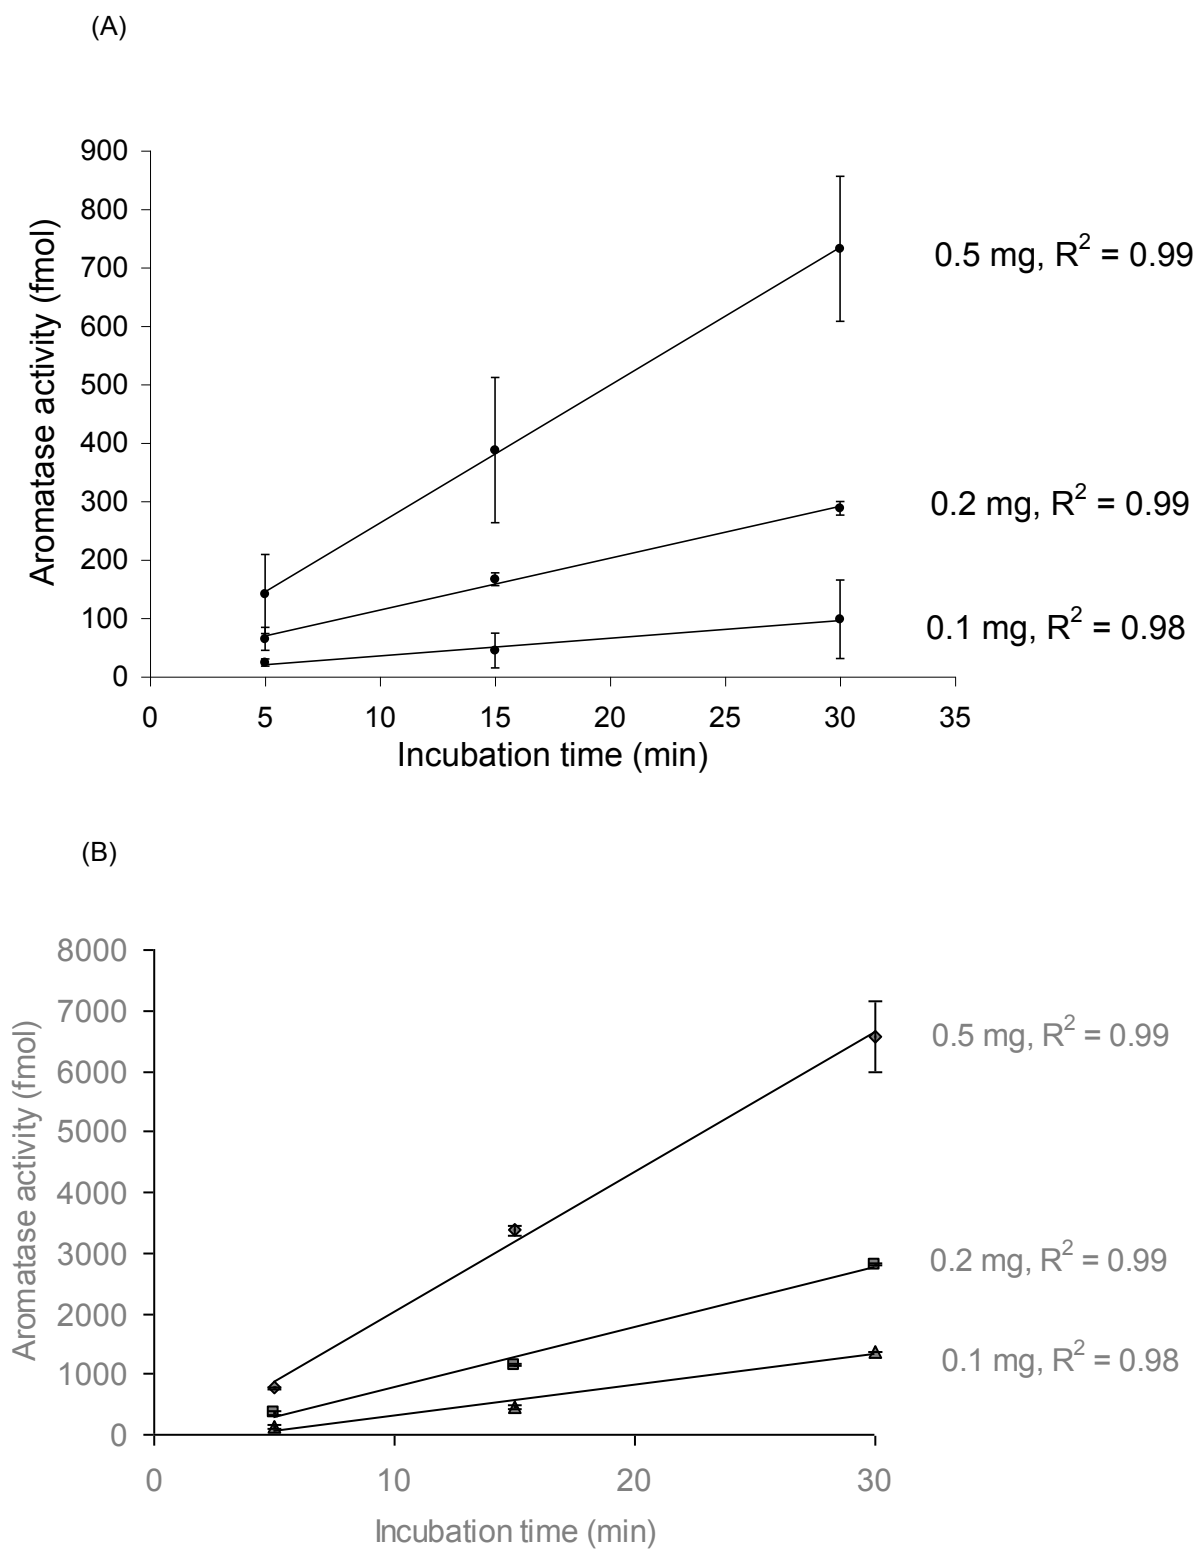 (A)
900
800
700
600
500
400
300
200
100
0
Aromatase activity (fmol)
0.5 mg, R² = 0.99
0.2 mg, R² = 0.99
0.1 mg, R² = 0.98
0 5 10 15 20 25 30 35
Incubation time (min)
(B)
8000
7000
6000
5000
4000
3000
2000
1000
0
Aromatase activity (fmol)
0.5 mg, R² = 0.99
0.2 mg, R² = 0.99
0.1 mg, R² = 0.98
0 10 20 30
Incubation time (min)